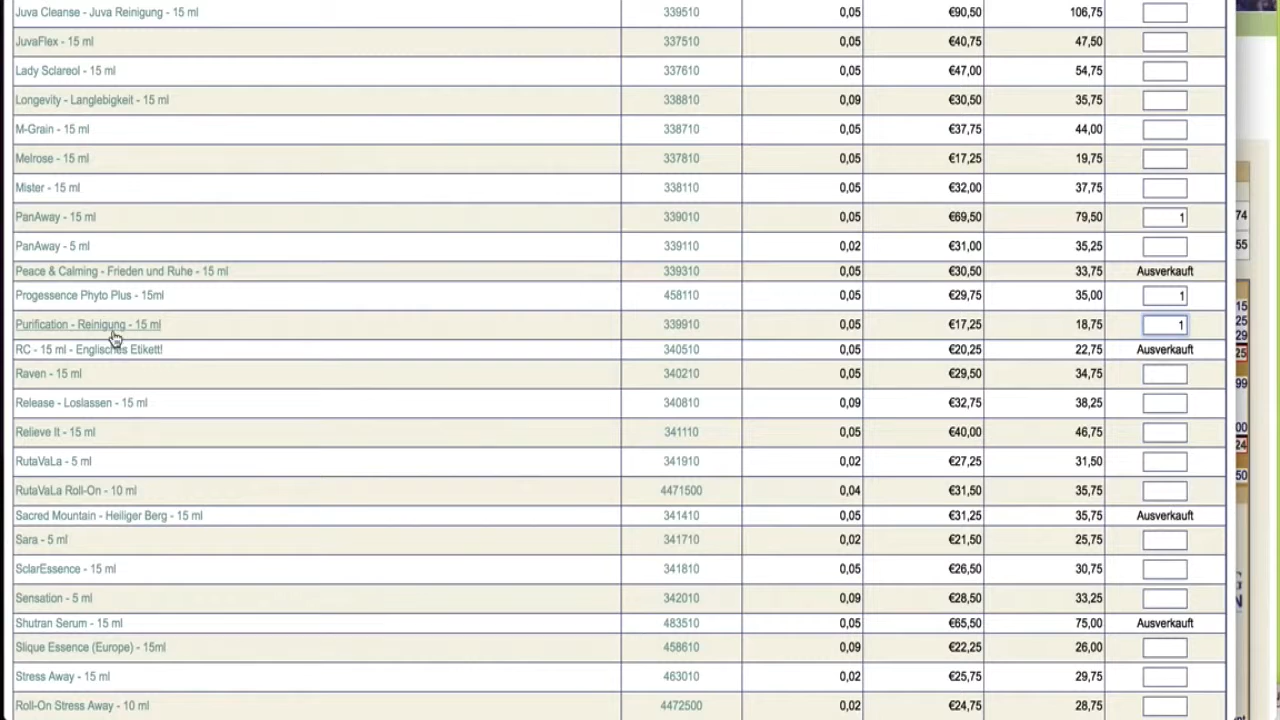 Juva Cleanse - Juva Reinigung - 15 ml 339510 0,05 €90,50 106,75
JuvaFlex - 15 ml 337510 0,05 €40,75 47,50
Lady Sclareol - 15 ml 337610 0,05 €47,00 54,75
Longevity - Langlebigkeit - 15 ml 338810 0,09 €30,50 35,75
M-Grain - 15 ml 338710 0,05 €37,75 44,00
Melrose - 15 ml 337810 0,05 €17,25 19,75
Mister - 15 ml 338110 0,05 €32,00 37,75
PanAway - 15 ml 339010 0,05 €69,50 79,50 1 74
PanAway - 5 ml 339110 0,02 €31,00 35,25 55
Peace & Calming - Frieden und Ruhe - 15 ml 339310 0,05 €30,50 33,75 Ausverkauft
Progessence Phyto Plus - 15ml 458110 0,05 €29,75 35,00 1 15
Purification - Reinigung - 15 ml 339910 0,05 €17,25 18,75 1 25
29
RC - 15 ml - Englisches Etikett! 340510 0,05 €20,25 22,75 Ausverkauft 25
Raven - 15 ml 340210 0,05 €29,50 34,75 99
Release - Loslassen - 15 ml 340810 0,09 €32,75 38,25
Relieve It - 15 ml 341110 0,05 €40,00 46,75 00
24
RutaVaLa - 5 ml 341910 0,02 €27,25 31,50 50
RutaVaLa Roll-On - 10 ml 4471500 0,04 €31,50 35,75
Sacred Mountain - Heiliger Berg - 15 ml 341410 0,05 €31,25 35,75 Ausverkauft
Sara - 5 ml 341710 0,02 €21,50 25,75
SclarEssence - 15 ml 341810 0,05 €26,50 30,75
Sensation - 5 ml 342010 0,09 €28,50 33,25
Shutran Serum - 15 ml 483510 0,05 €65,50 75,00 Ausverkauft
Slique Essence (Europe) - 15ml 458610 0,09 €22,25 26,00
Stress Away - 15 ml 463010 0,02 €25,75 29,75
Roll-On Stress Away - 10 ml 4472500 0,02 €24,75 28,75